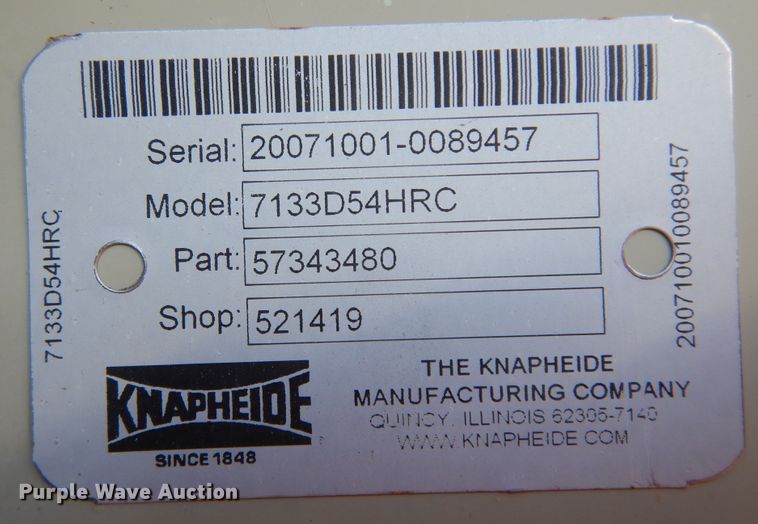 Serial: 20071001-0089457
Model: 7133D54HRC
Part: 57343480
Shop: 521419
7133D54HRC
200710010089457
KNAPHEIDE
SINCE 1848
THE KNAPHEIDE
MANUFACTURING COMPANY
QUINCY, ILLINOIS 62305-7140
WWW.KNAPHEIDE.COM
Purple Wave Auction